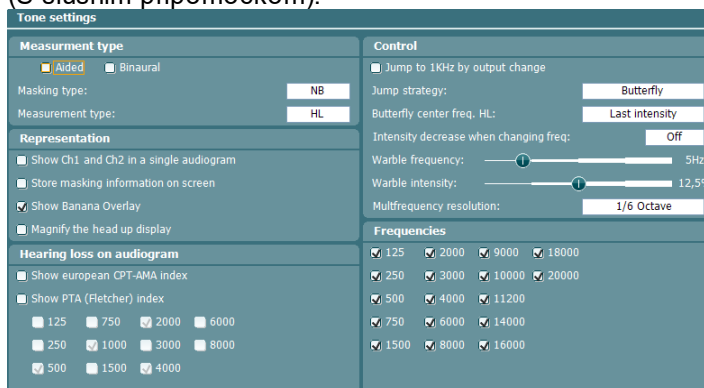 (S slušnim pripomočkom).
Tone settings
Measurment type
Aided Binaural
Masking type: NB
Measurement type: HL
Representation
Show Ch1 and Ch2 in a single audiogram
Store masking information on screen
Show Banana Overlay
Magnify the head up display
Hearing loss on audiogram
Show european CPT-AMA index
Show PTA (Fletcher) index
125 750 2000 6000
250 1000 3000 8000
500 1500 4000
Control
Jump to 1KHz by output change
Jump strategy: Butterfly
Butterfly center freq. HL: Last intensity
Intensity decrease when changing freq: Off
Warble frequency: 5Hz
Warble intensity: 12,5
Multfrequency resolution: 1/6 Octave
Frequencies
125 2000 9000 18000
250 3000 10000 20000
500 4000 11200
750 6000 14000
1500 8000 16000